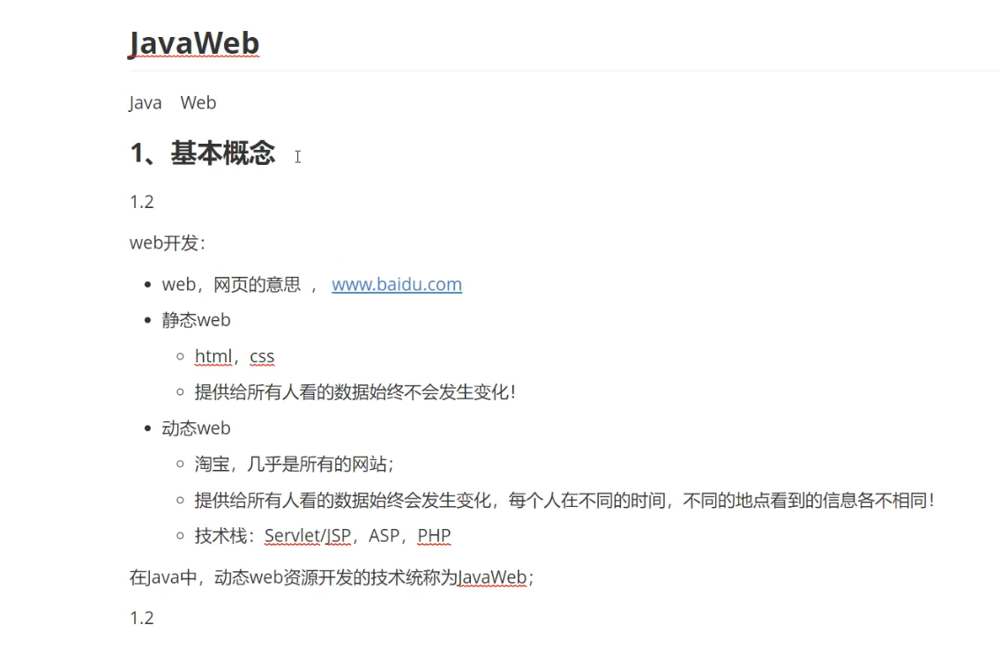 JavaWeb
Java Web
1、基本概念
1.2
web开发：
web，网页的意思 ， www.baidu.com
静态web
html，css
提供给所有人看的数据始终不会发生变化！
动态web
淘宝，几乎是所有的网站；
提供给所有人看的数据始终会发生变化，每个人在不同的时间，不同的地点看到的信息各不相同！
技术栈：Servlet/JSP，ASP，PHP
在Java中，动态web资源开发的技术统称为JavaWeb；
1.2